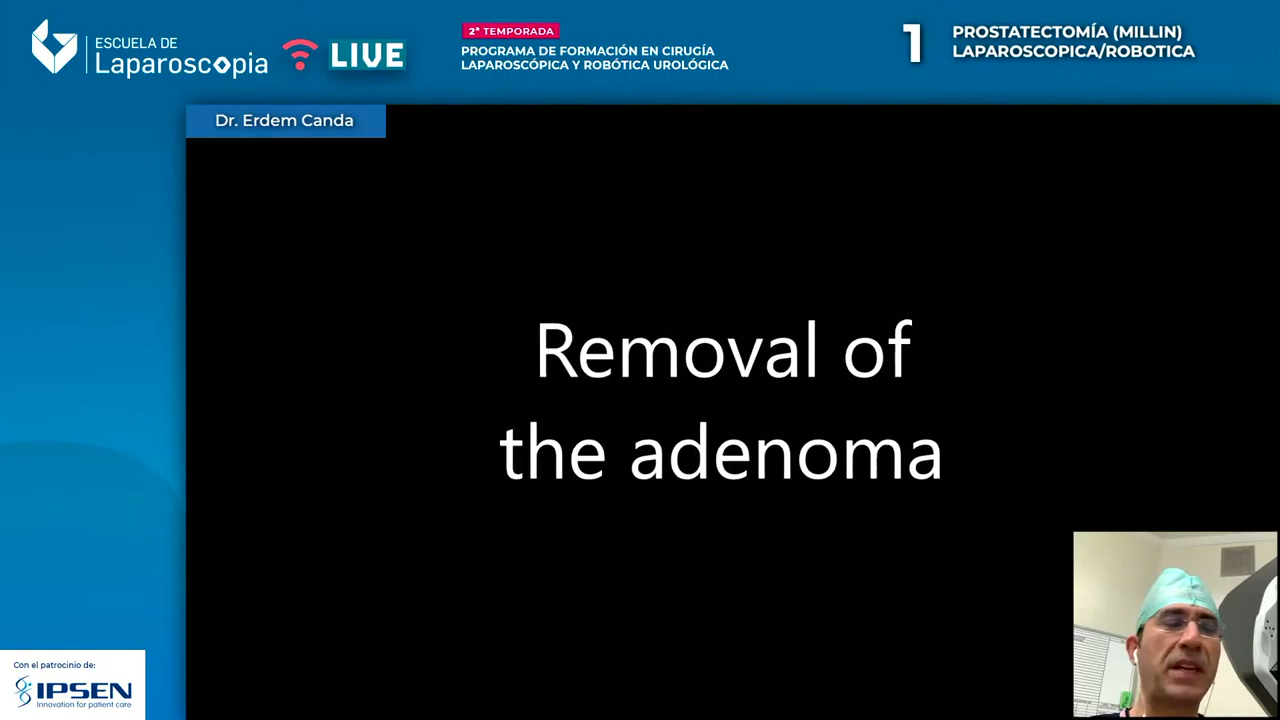 ESCUELA DE
Laparoscopia
LIVE
2ª TEMPORADA
PROGRAMA DE FORMACIÓN EN CIRUGÍA
LAPAROSCÓPICA Y ROBÓTICA UROLÓGICA
1
PROSTATECTOMÍA (MILLIN)
LAPAROSCOPICA/ROBOTICA
Dr. Erdem Canda
Removal of
the adenoma
Con el patrocinio de:
IPSEN
Innovation for patient care